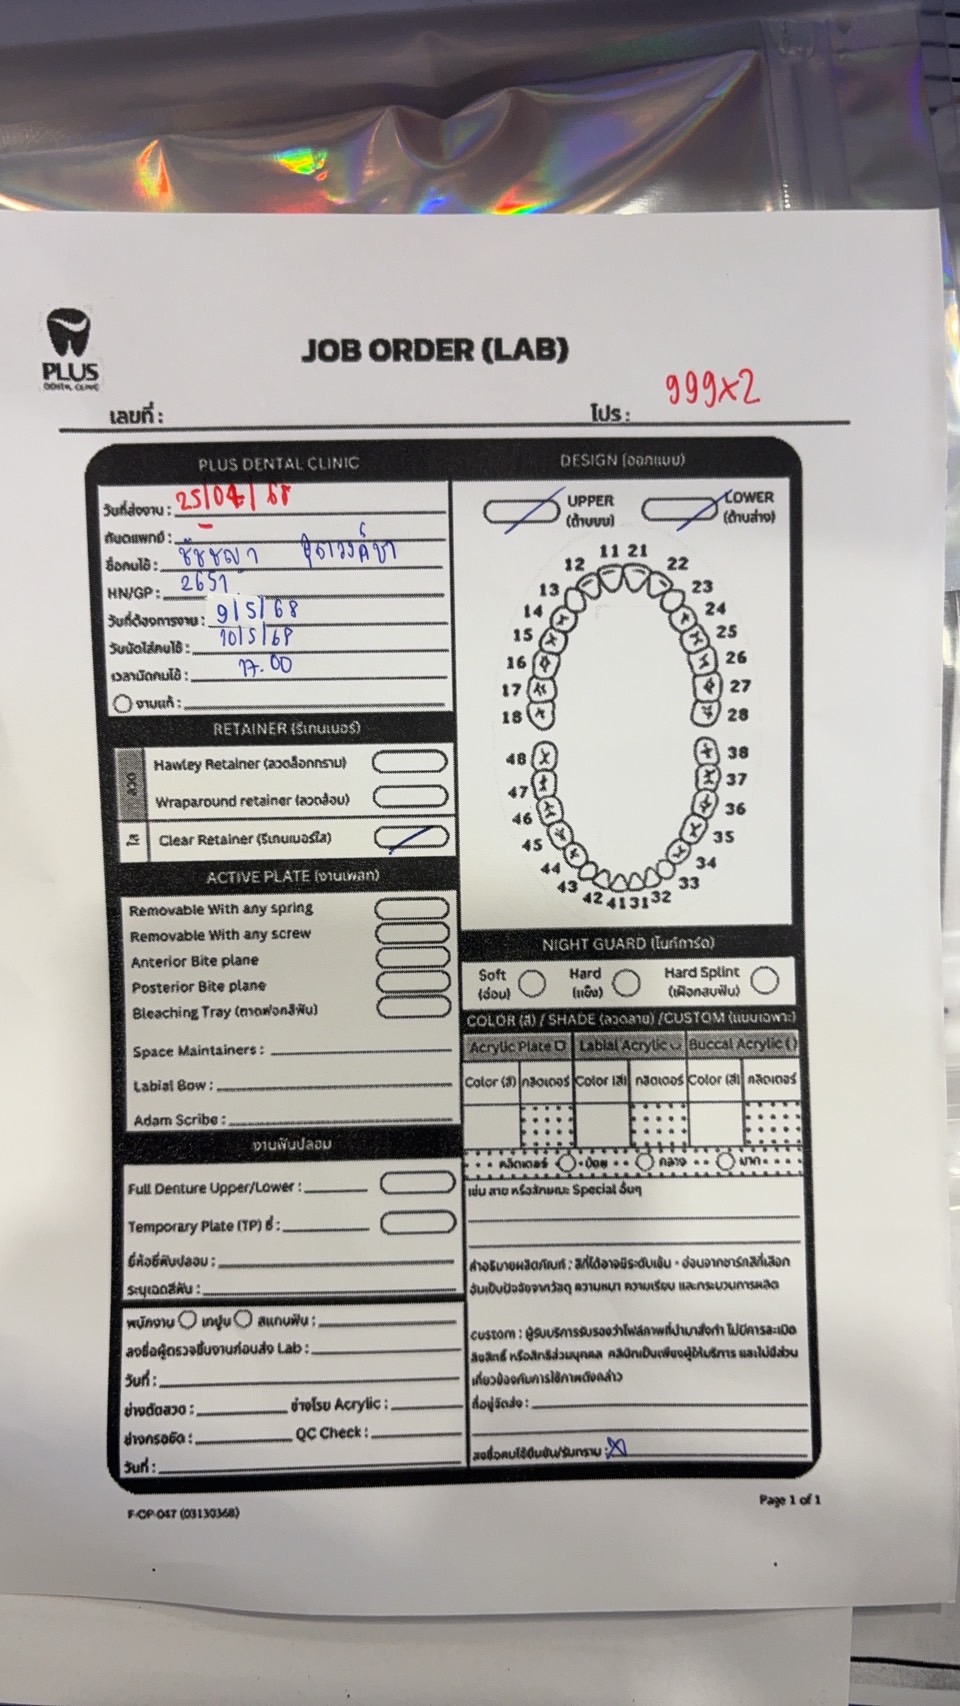 PLUS
DENTAL CLINIC
JOB ORDER (LAB)
เลขที่ :
โปร : 999x2
PLUS DENTAL CLINIC
วันที่ส่งงาน : 25/04/68
ทันตแพทย์ :
ชื่อคนไข้ : ชัชชญา
HN/GP : 2651
วันที่ต้องการงาน : 9/5/68
วันนัดใส่คนไข้ : 10/5/68
เวลานัดคนไข้ : 17.00
งานแก้ :
RETAINER (รีเทนเนอร์)
ลวด
Hawley Retainer (ลวดล็อกกราม)
Wraparound retainer (ลวดล้อม)
ใส
Clear Retainer (รีเทนเนอร์ใส)
ACTIVE PLATE (งานเพลท)
Removable With any spring
Removable With any screw
Anterior Bite plane
Posterior Bite plane
Bleaching Tray (ถาดฟอกสีฟัน)
Space Maintainers :
Labial Bow :
Adam Scribe :
งานฟันปลอม
Full Denture Upper/Lower :
Temporary Plate (TP) ซี่ :
ยี่ห้อซี่ฟันปลอม :
ระบุเฉดสีฟัน :
พนักงาน เทปูน สแกนฟัน :
ลงชื่อผู้ตรวจชิ้นงานก่อนส่ง Lab :
วันที่ :
ช่างดัดลวด : ช่างโรย Acrylic :
ช่างกรอขัด : QC Check :
วันที่ :
DESIGN (ออกแบบ)
UPPER
(ด้านบน)
LOWER
(ด้านล่าง)
11 21
12 22
13 23
14 24
15 25
16 26
17 27
18 28
48 38
47 37
46 36
45 35
44 34
43 33
42 41 31 32
NIGHT GUARD (ไนท์การ์ด)
Soft
(อ่อน)
Hard
(แข็ง)
Hard Splint
(เฝือกสบฟัน)
COLOR (สี) / SHADE (ลวดลาย) /CUSTOM (แบบเฉพาะ)
Acrylic Plate Labial Acrylic Buccal Acrylic ()
Color (สี) กลิตเตอร์ Color (สี) กลิตเตอร์ Color (สี) กลิตเตอร์
กลิตเตอร์ น้อย กลาง มาก
เช่น ลาย หรือลักษณะ Special อื่นๆ
คำอธิบายผลิตภัณฑ์ : สีที่ได้อาจมีระดับเข้ม - อ่อนจากชาร์ทสีที่เลือก
อันเป็นปัจจัยจากวัสดุ ความหนา ความเรียบ และกระบวนการผลิต
custom : ผู้รับบริการรับรองว่าไฟล์ภาพที่นำมาสั่งทำ ไม่มีการละเมิด
ลิขสิทธิ์ หรือสิทธิส่วนบุคคล คลินิกเป็นเพียงผู้ให้บริการ และไม่มีส่วน
เกี่ยวข้องกับการใช้ภาพดังกล่าว
ที่อยู่จัดส่ง :
ลงชื่อคนไข้ยืนยัน/รับทราบ : X
F-OP-047 (03130368)
Page 1 of 1